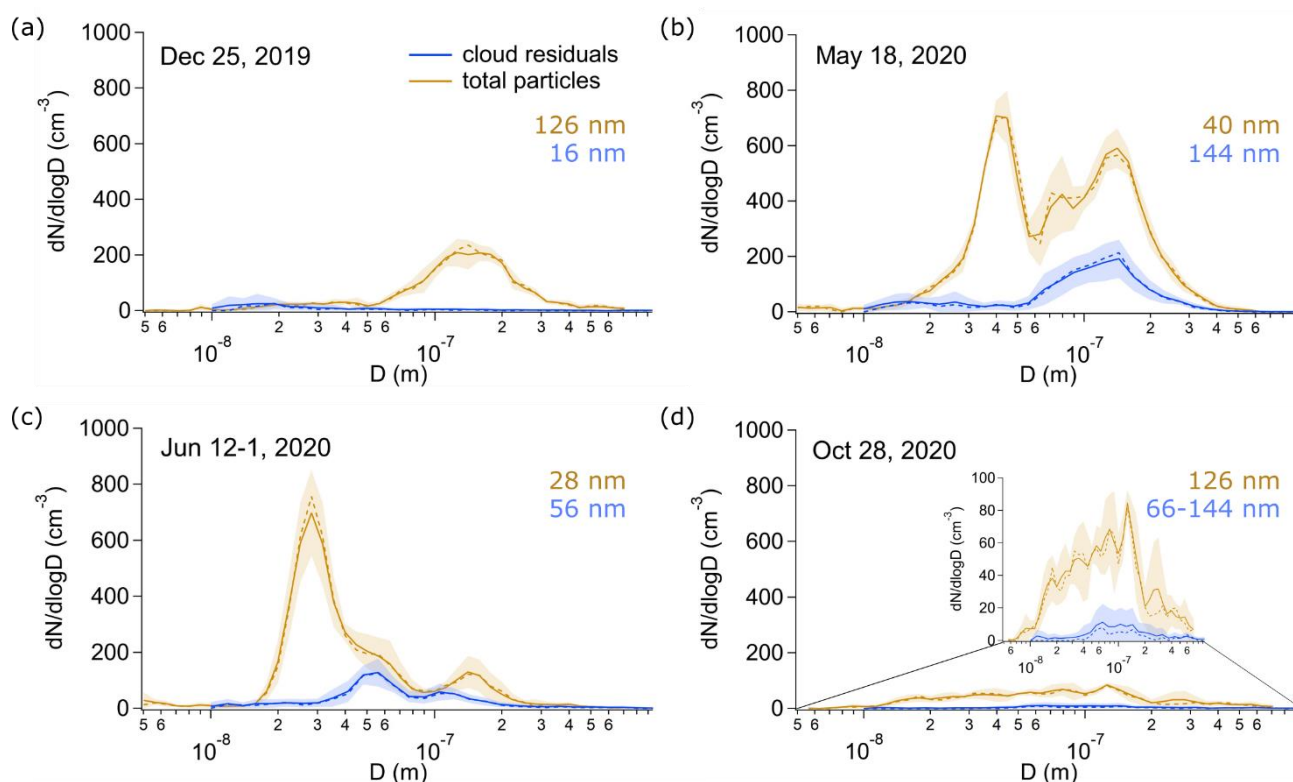 (a)
1000
800
600
400
200
0
dN/dlogD (cm⁻³)
Dec 25, 2019
cloud residuals
total particles
126 nm
16 nm
5 6 2 3 4 5 6 2 3 4 5 6
10⁻⁸ 10⁻⁷
D (m)
(b)
1000
800
600
400
200
0
dN/dlogD (cm⁻³)
May 18, 2020
40 nm
144 nm
5 6 2 3 4 5 6 2 3 4 5 6
10⁻⁸ 10⁻⁷
D (m)
(c)
1000
800
600
400
200
0
dN/dlogD (cm⁻³)
Jun 12-1, 2020
28 nm
56 nm
5 6 2 3 4 5 6 2 3 4 5 6
10⁻⁸ 10⁻⁷
D (m)
(d)
1000
800
600
400
200
0
dN/dlogD (cm⁻³)
Oct 28, 2020
126 nm
66-144 nm
100
80
60
40
20
0
dN/dlogD (cm⁻³)
6 2 4 6 2 4 6
10⁻⁸ 10⁻⁷
5 6 2 3 4 5 6 2 3 4 5 6
10⁻⁸ 10⁻⁷
D (m)